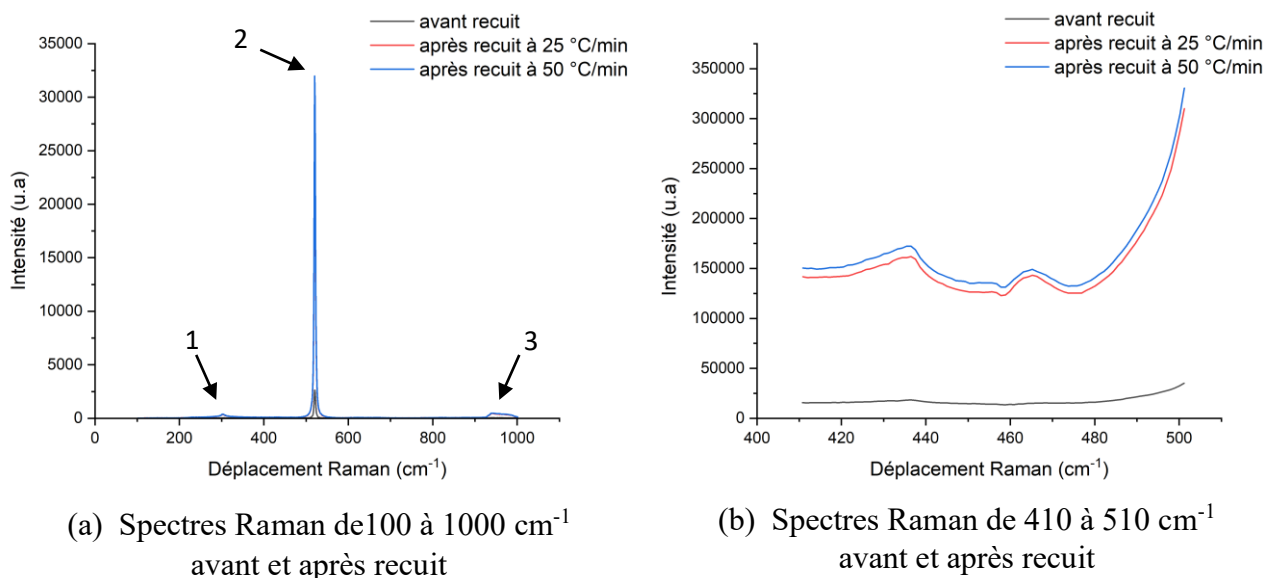 avant recuit
après recuit à 25 °C/min
après recuit à 50 °C/min
35000
30000
25000
20000
15000
10000
5000
0
Intensité (u.a)
2
1
3
0 200 400 600 800 1000
Déplacement Raman (cm-1)
(a) Spectres Raman de100 à 1000 cm-1
avant et après recuit
avant recuit
après recuit à 25 °C/min
après recuit à 50 °C/min
350000
300000
250000
200000
150000
100000
50000
0
Intensité (u.a)
400 420 440 460 480 500
Déplacement Raman (cm-1)
(b) Spectres Raman de 410 à 510 cm-1
avant et après recuit